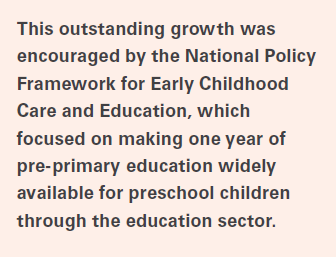 This outstanding growth was
encouraged by the National Policy
Framework for Early Childhood
Care and Education, which
focused on making one year of
pre-primary education widely
available for preschool children
through the education sector.